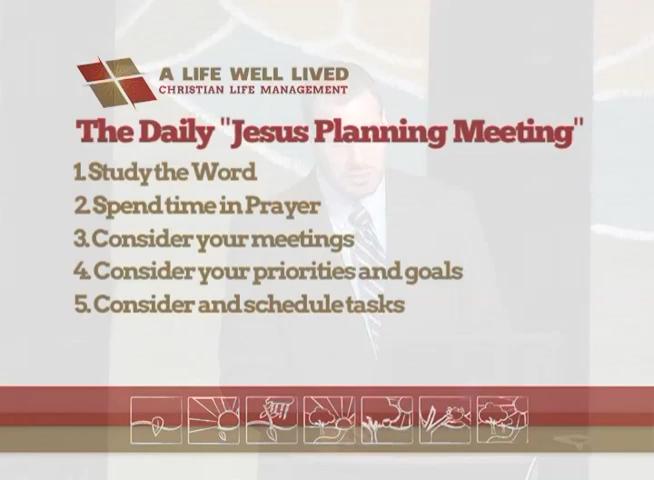 A LIFE WELL LIVED
CHRISTIAN LIFE MANAGEMENT
The Daily "Jesus Planning Meeting"
1. Study the Word
2. Spend time in Prayer
3. Consider your meetings
4. Consider your priorities and goals
5. Consider and schedule tasks